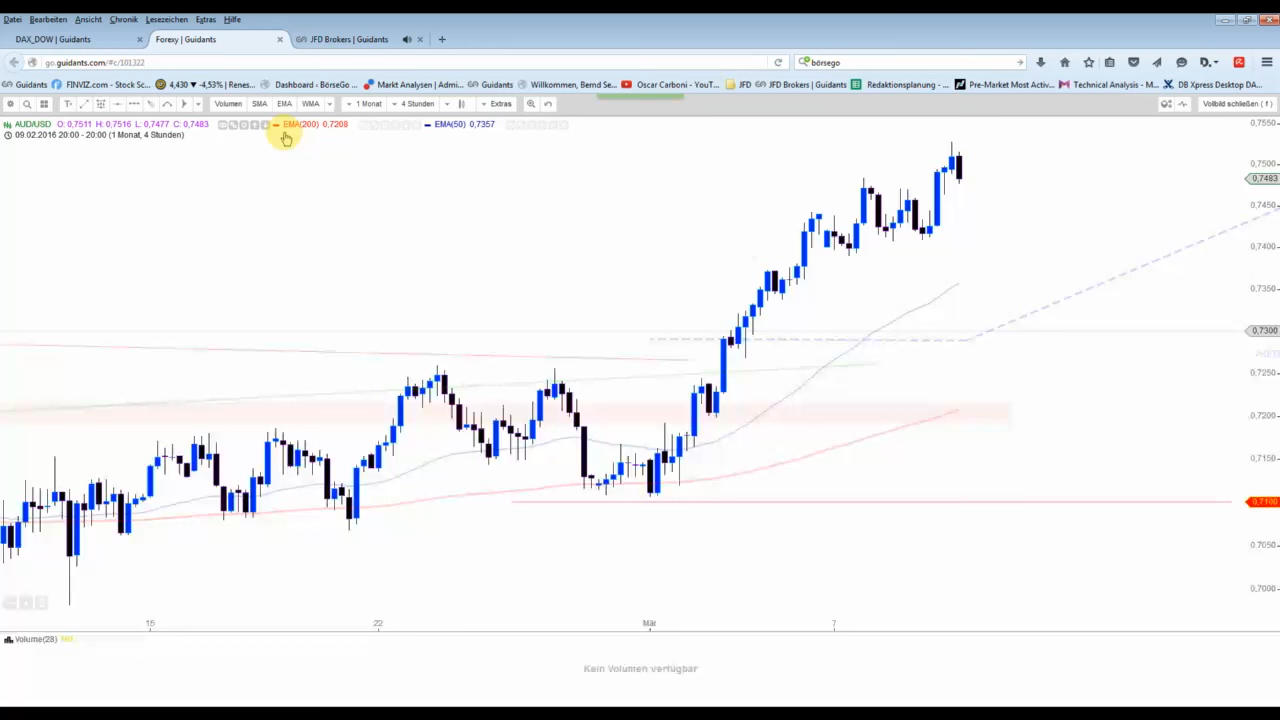 Datei Bearbeiten Ansicht Chronik Lesezeichen Extras Hilfe
DAX_DOW | Guidants × Forexy | Guidants × JFD Brokers | Guidants × +
go.guidants.com/#c/101322 börsego
Guidants FINVIZ.com - Stock Sc... 4,430 ▼ -4,53% | Renes... Dashboard - BörseGo ... Markt Analysen | Admi... Guidants Willkommen, Bernd Se... Oscar Carboni - YouT... JFD JFD Brokers | Guidants Redaktionsplanung - ... Pre-Market Most Activ... Technical Analysis - ... DB Xpress Desktop DA...
Volumen SMA EMA WMA 1 Monat 4 Stunden Extras Vollbild schließen ( f )
AUD/USD O: 0,7511 H: 0,7516 L: 0,7477 C: 0,7483 EMA(200) 0,7208 EMA(50) 0,7357
09.02.2016 20:00 - 20:00 (1 Monat, 4 Stunden)
0,7550
0,7500
0,7483
0,7450
0,7400
0,7350
0,7300
0,7250
0,7200
0,7150
0,7100
0,7050
0,7000
15 22 Mär 7
Volume(28)
Kein Volumen verfügbar